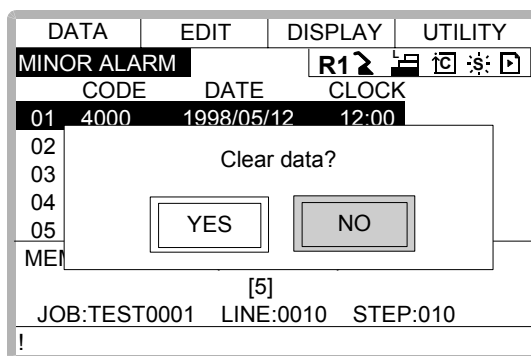 DATA EDIT DISPLAY UTILITY
MINOR ALARM R1 L C S
CODE DATE CLOCK
01 4000 1998/05/12 12:00
02
03
04
05
Clear data?
YES NO
[5]
JOB:TEST0001 LINE:0010 STEP:010
!